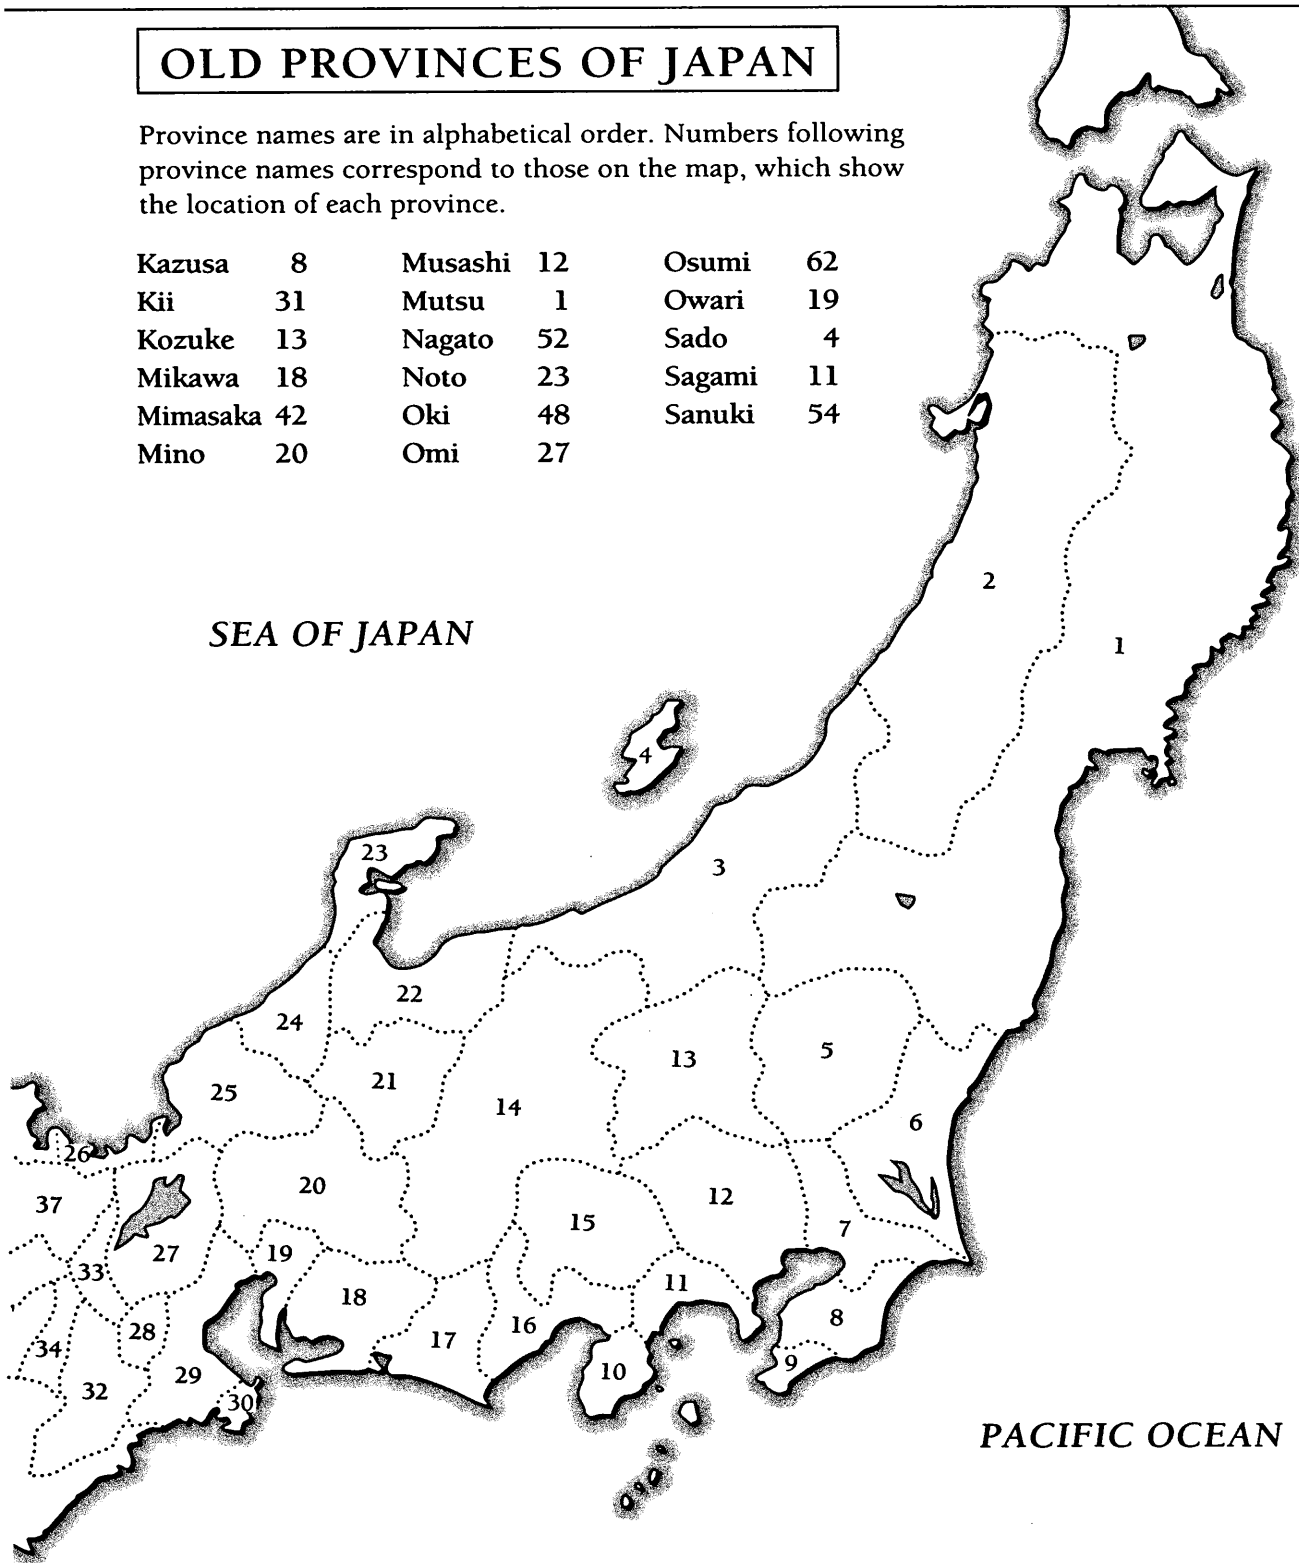 OLD PROVINCES OF JAPAN
Province names are in alphabetical order. Numbers following
province names correspond to those on the map, which show
the location of each province.
Kazusa 8
Kii 31
Kozuke 13
Mikawa 18
Mimasaka 42
Mino 20
Musashi 12
Mutsu 1
Nagato 52
Noto 23
Oki 48
Omi 27
Osumi 62
Owari 19
Sado 4
Sagami 11
Sanuki 54
2
SEA OF JAPAN
1
4
23
3
22
24
13
5
21
25
14
6
26
20
12
37
15
7
27
19
33
11
18
8
16
28
17
34
9
10
29
32
30
PACIFIC OCEAN